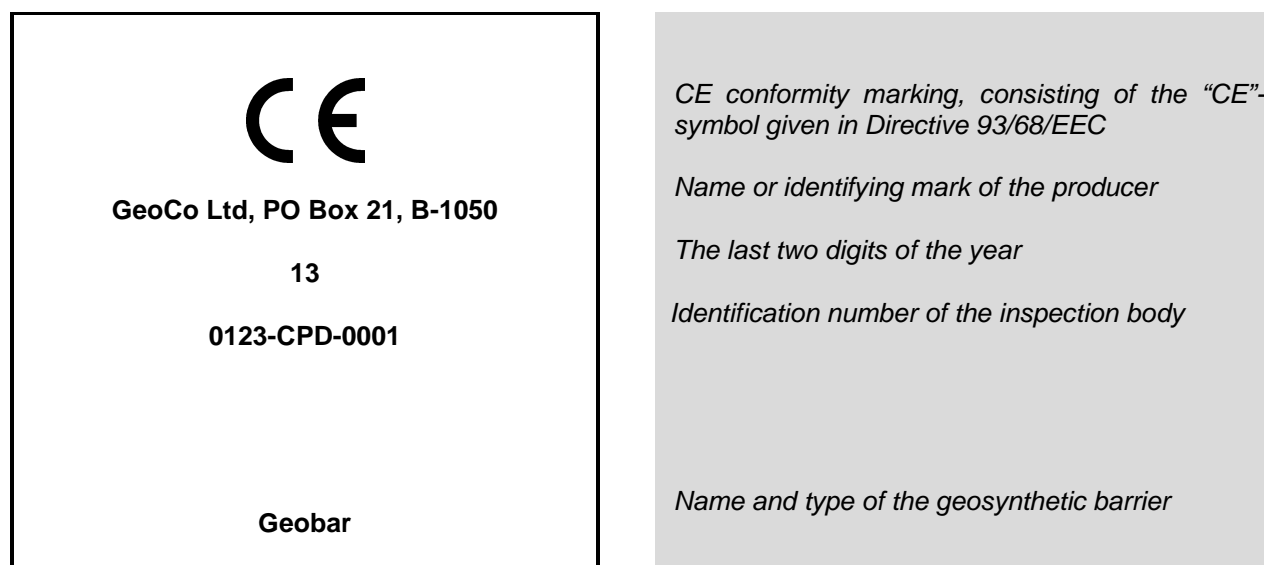 CE
GeoCo Ltd, PO Box 21, B-1050
13
0123-CPD-0001
Geobar
CE conformity marking, consisting of the “CE”-
symbol given in Directive 93/68/EEC
Name or identifying mark of the producer
The last two digits of the year
Identification number of the inspection body
Name and type of the geosynthetic barrier